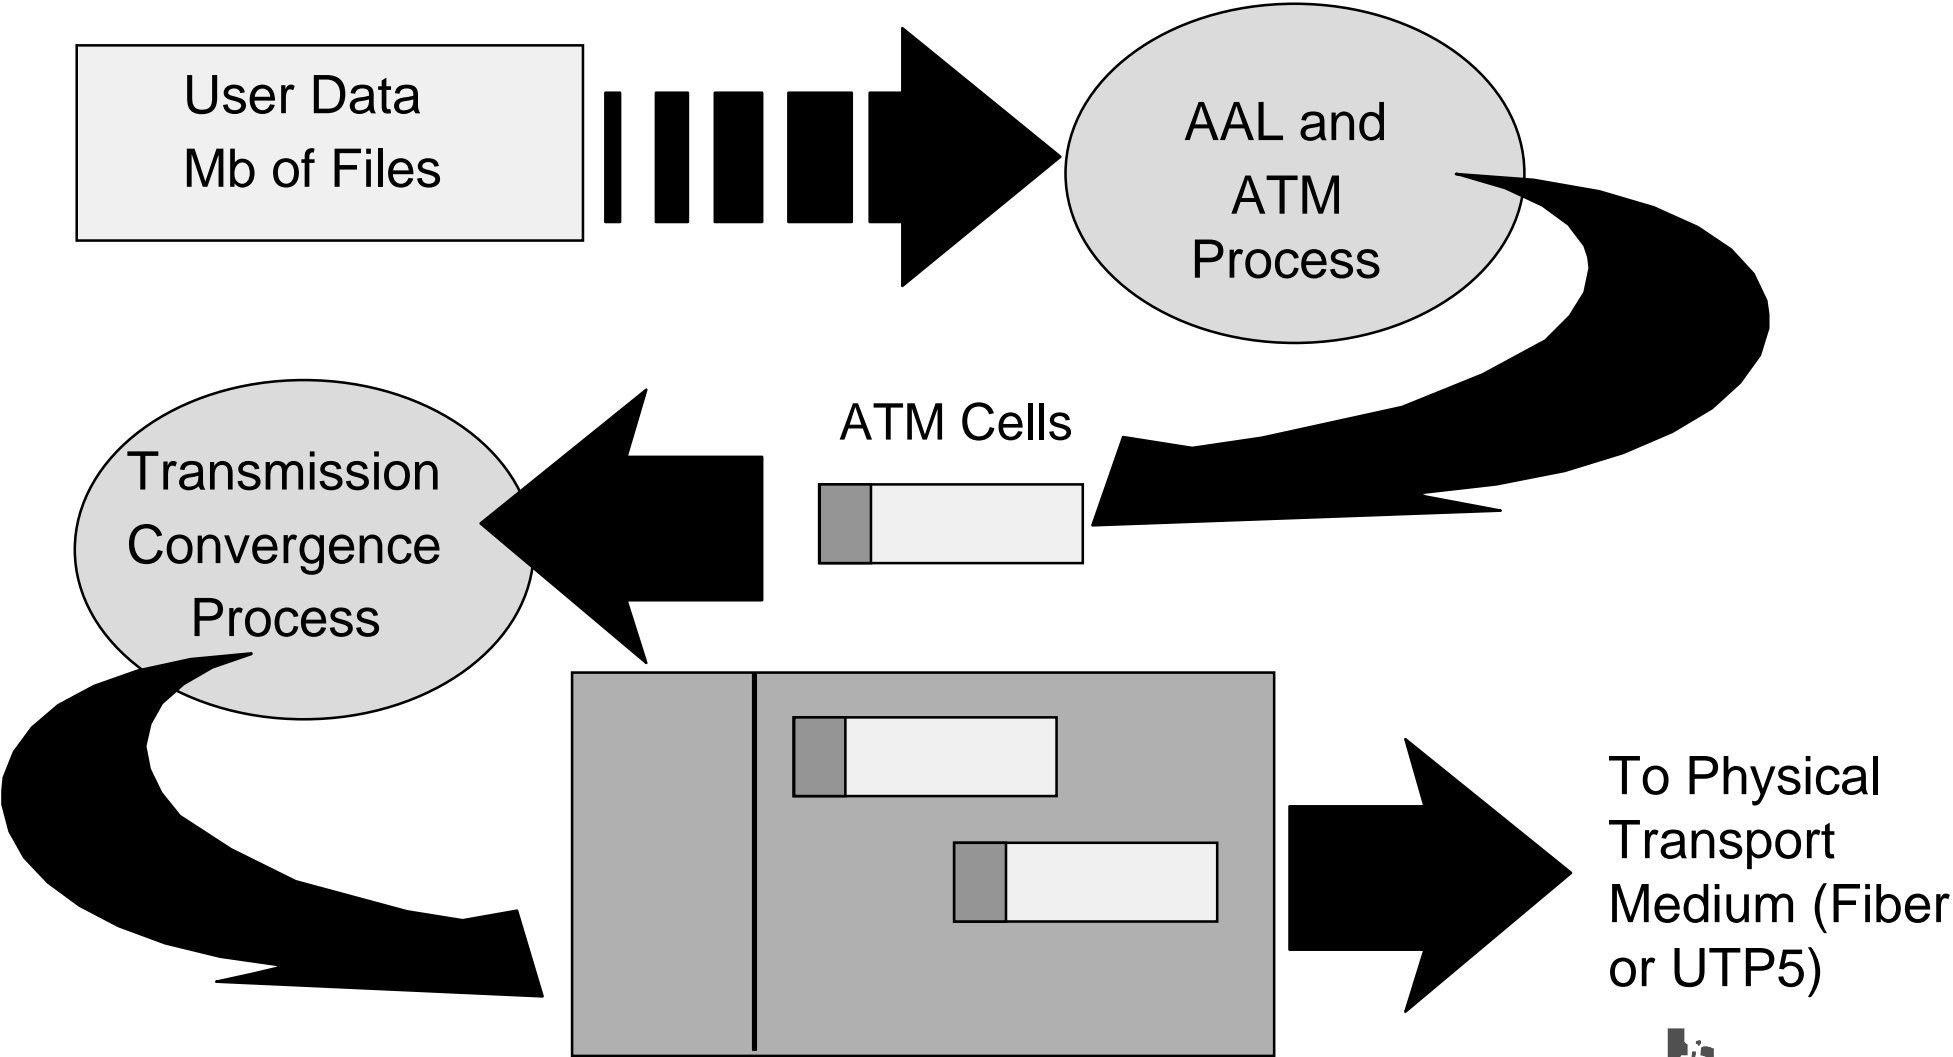 User Data
Mb of Files
AAL and
ATM
Process
ATM Cells
Transmission
Convergence
Process
To Physical
Transport
Medium (Fiber
or UTP5)